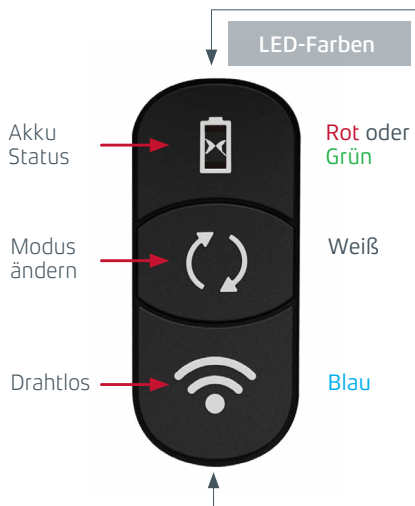 LED-Farben
Akku
Status
Rot oder
Grün
Modus
ändern
Weiß
Drahtlos
Blau